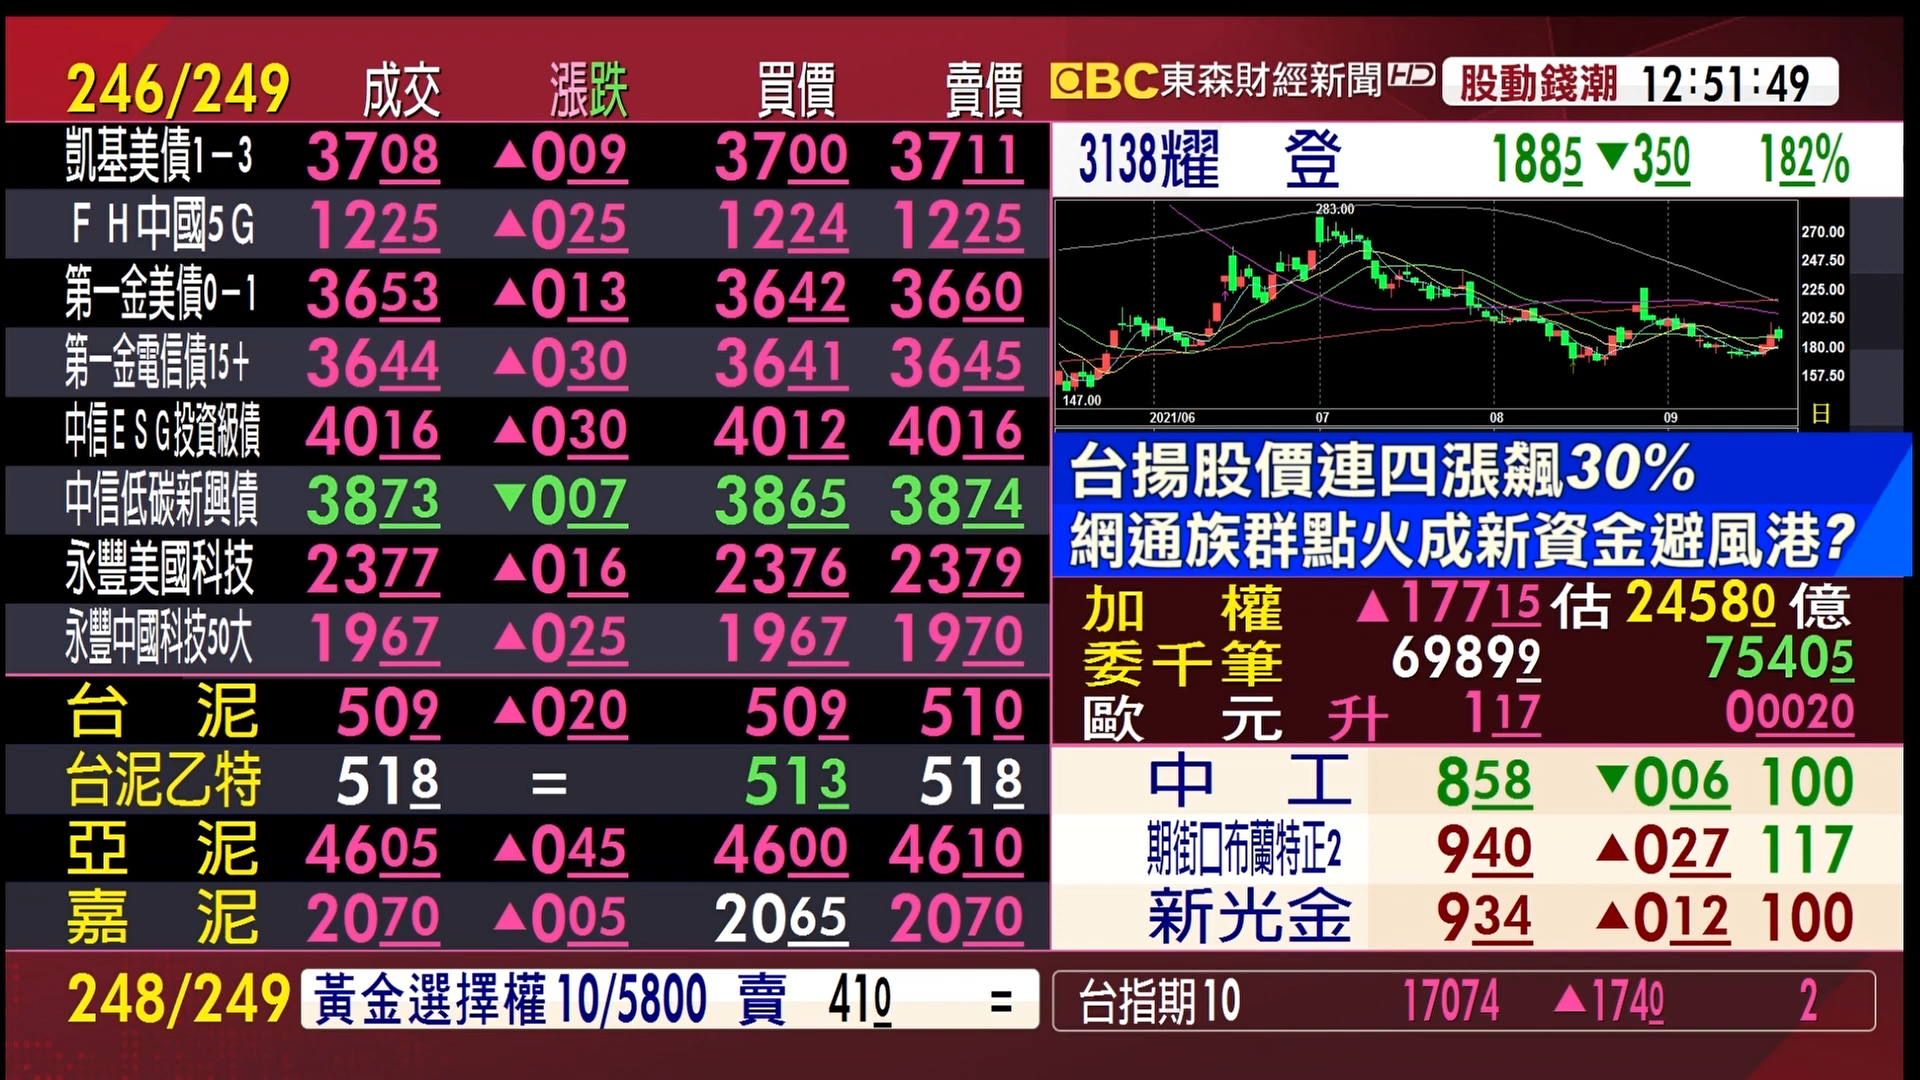 246/249 成交 漲跌 買價 賣價
EBC東森財經新聞HD 股動錢潮 12:51:49
凱基美債1-3 3708 ▲009 3700 3711
FH中國5G 1225 ▲025 1224 1225
第一金美債0-1 3653 ▲013 3642 3660
第一金電信債15+ 3644 ▲030 3641 3645
中信ESG投資級債 4016 ▲030 4012 4016
中信低碳新興債 3873 ▼007 3865 3874
永豐美國科技 2377 ▲016 2376 2379
永豐中國科技50大 1967 ▲025 1967 1970
台泥 509 ▲020 509 510
台泥乙特 518 = 513 518
亞泥 4605 ▲045 4600 4610
嘉泥 2070 ▲005 2065 2070
3138耀登 1885 ▼350 182%
283.00
270.00
247.50
225.00
202.50
180.00
157.50
147.00
2021/06 07 08 09 日
台揚股價連四漲飆30%
網通族群點火成新資金避風港?
加權 ▲17715 估 24580 億
委千筆 69899 75405
歐元 升 117 00020
中工 858 ▼006 100
期街口布蘭特正2 940 ▲027 117
新光金 934 ▲012 100
248/249 黃金選擇權10/5800 賣 410 =
台指期10 17074 ▲1740 2